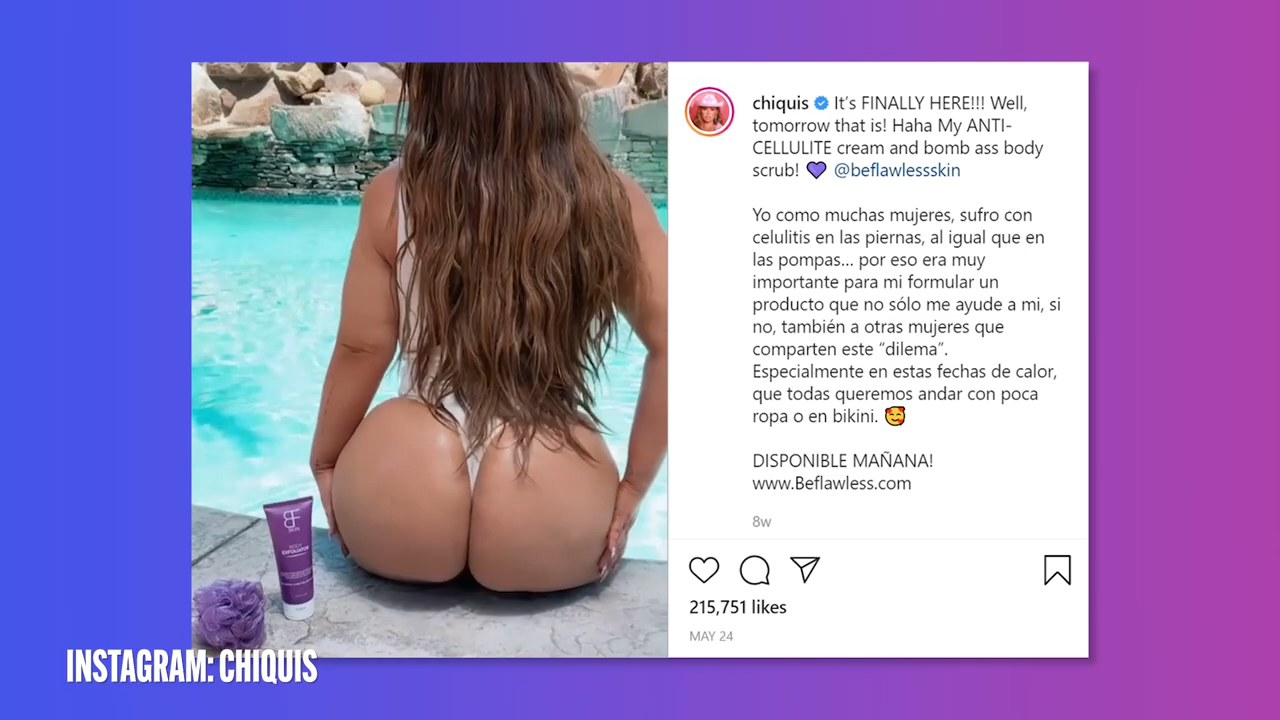 chiquis It’s FINALLY HERE!!! Well,
tomorrow that is! Haha My ANTI-
CELLULITE cream and bomb ass body
scrub! 💜 @beflawlessskin
Yo como muchas mujeres, sufro con
celulitis en las piernas, al igual que en
las pompas... por eso era muy
importante para mi formular un
producto que no sólo me ayude a mi, si
no, también a otras mujeres que
comparten este “dilema”.
Especialmente en estas fechas de calor,
que todas queremos andar con poca
ropa o en bikini. 🥰
DISPONIBLE MAÑANA!
www.Beflawless.com
8w
215,751 likes
MAY 24
BF
SKIN
BODY
EXFOLIATOR
INSTAGRAM: CHIQUIS